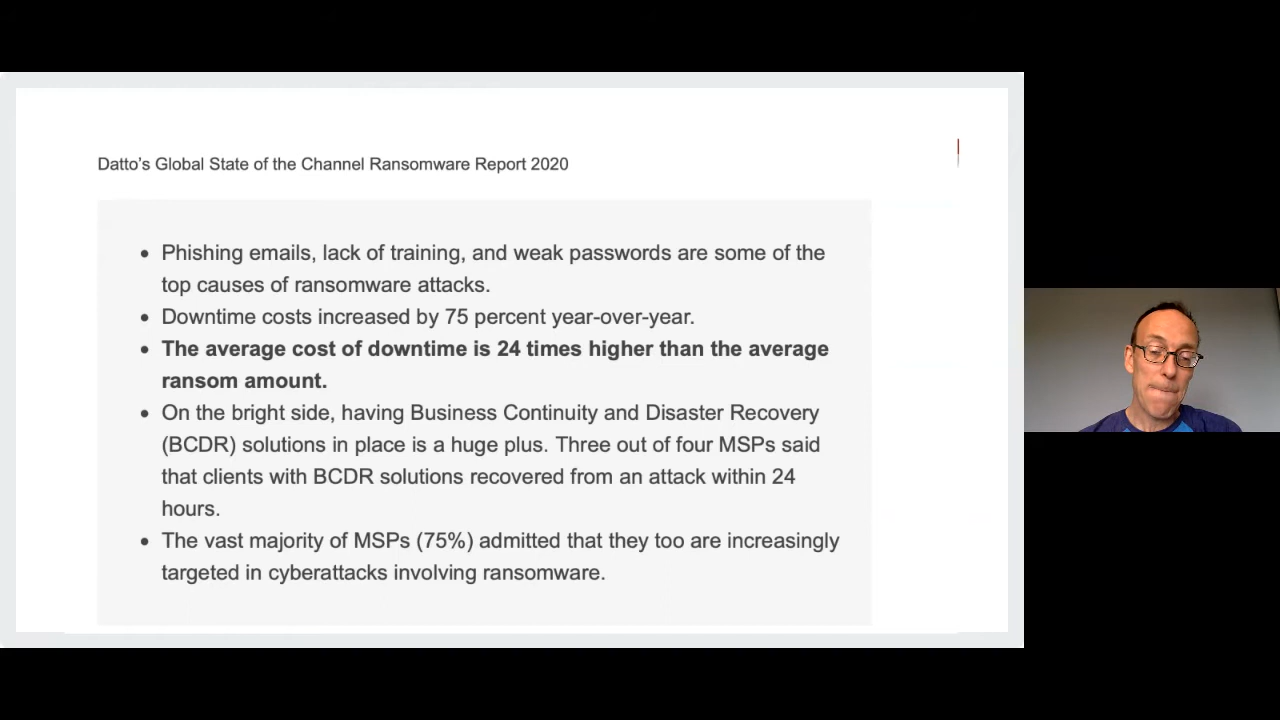 Datto’s Global State of the Channel Ransomware Report 2020
• Phishing emails, lack of training, and weak passwords are some of the
top causes of ransomware attacks.
• Downtime costs increased by 75 percent year-over-year.
• The average cost of downtime is 24 times higher than the average
ransom amount.
• On the bright side, having Business Continuity and Disaster Recovery
(BCDR) solutions in place is a huge plus. Three out of four MSPs said
that clients with BCDR solutions recovered from an attack within 24
hours.
• The vast majority of MSPs (75%) admitted that they too are increasingly
targeted in cyberattacks involving ransomware.